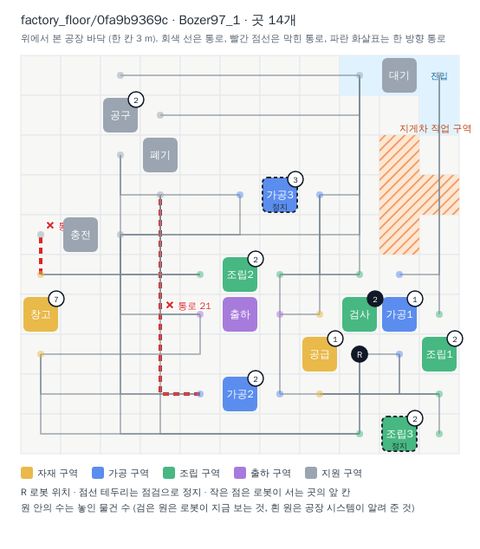 factory_floor/0fa9b9369c · Bozer97_1 · 곳 14개
위에서 본 공장 바닥 (한 칸 3 m). 회색 선은 통로, 빨간 점선은 막힌 통로, 파란 화살표는 한 방향 통로
대기
전립
2
공구
지게차 작업 구역
폐기
3
가공3
정지
충전
2
조립2
7
창고
통로 21
출하
2
검사
1
가공1
1
공급
R
2
조립1
2
가공2
2
조립3
정지
자재 구역
가공 구역
조립 구역
출하 구역
지원 구역
R 로봇 위치 · 점선 테두리는 점검으로 정지 · 작은 점은 로봇이 서는 곳의 앞 칸
원 안의 수는 놓인 물건 수 (검은 원은 로봇이 지금 보는 것, 흰 원은 공장 시스템이 알려 준 것)